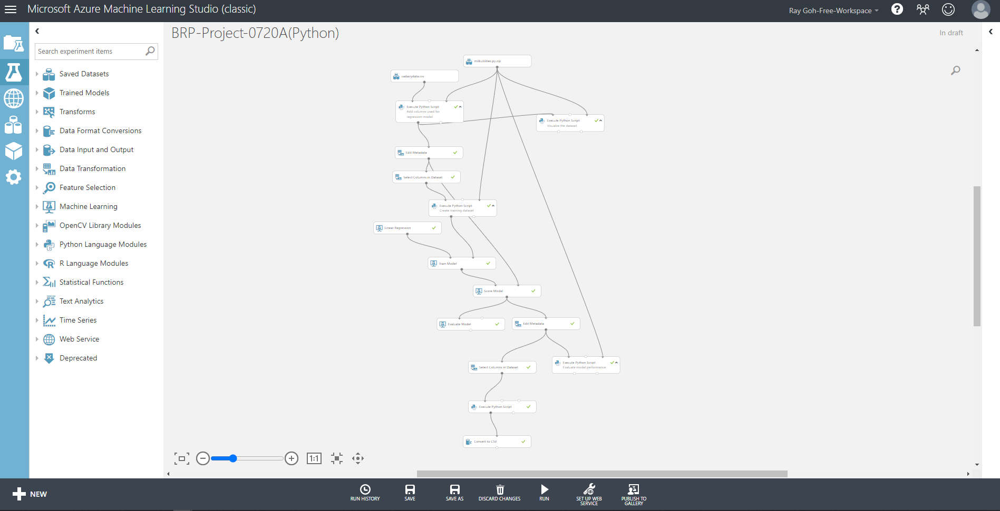 Microsoft Azure Machine Learning Studio (classic)
Ray Goh-Free-Workspace
?
BRP-Project-0720A(Python)
In draft
Search experiment items
Saved Datasets
Trained Models
Transforms
Data Format Conversions
Data Input and Output
Data Transformation
Feature Selection
Machine Learning
OpenCV Library Modules
Python Language Modules
R Language Modules
Statistical Functions
Text Analytics
Time Series
Web Service
Deprecated
milkutilities.py.zip
cadairydata.csv
Execute Python Script
Add columns used for
regression model
Execute Python Script
Visualize the dataset
Edit Metadata
Select Columns in Dataset
Execute Python Script
Create training dataset
Linear Regression
Train Model
Score Model
Evaluate Model
Edit Metadata
Select Columns in Dataset
Execute Python Script
Evaluate model performance
Execute Python Script
Convert to CSV
1:1
NEW
RUN HISTORY
SAVE
SAVE AS
DISCARD CHANGES
RUN
SET UP WEB
SERVICE
PUBLISH TO
GALLERY